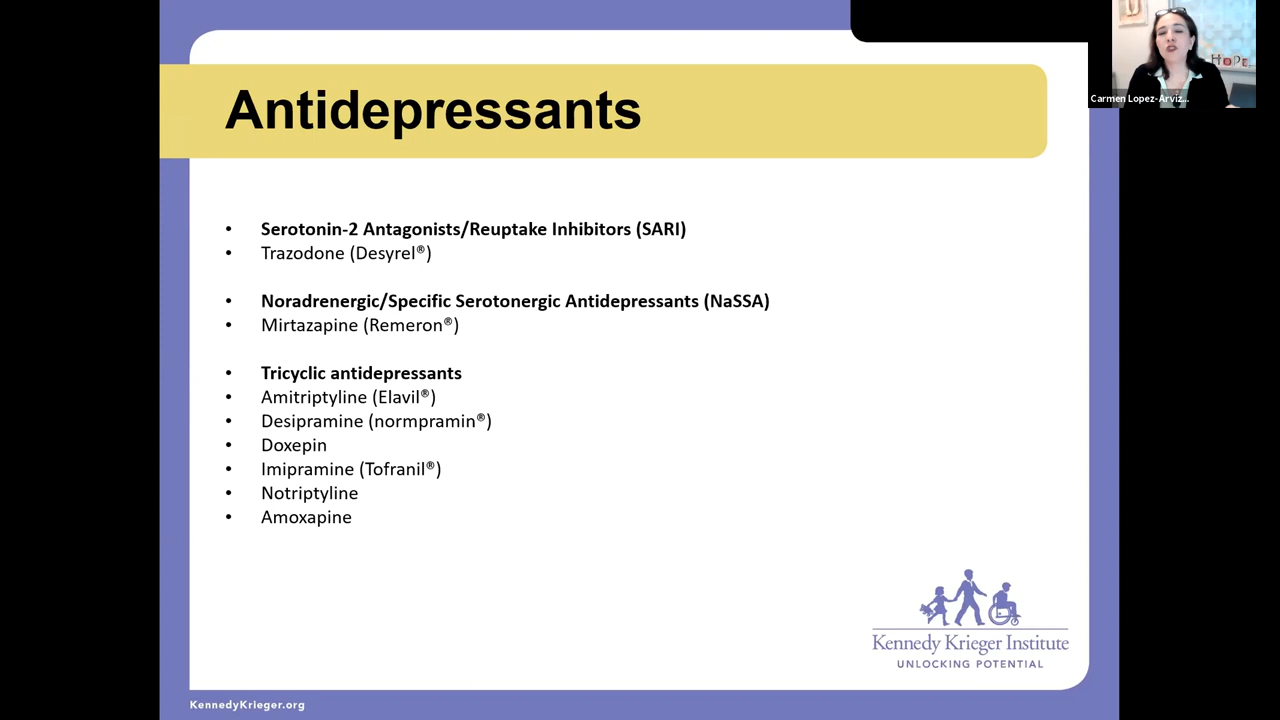 Antidepressants
• Serotonin-2 Antagonists/Reuptake Inhibitors (SARI)
• Trazodone (Desyrel®)
• Noradrenergic/Specific Serotonergic Antidepressants (NaSSA)
• Mirtazapine (Remeron®)
• Tricyclic antidepressants
• Amitriptyline (Elavil®)
• Desipramine (normpramin®)
• Doxepin
• Imipramine (Tofranil®)
• Notriptyline
• Amoxapine
Kennedy Krieger Institute
UNLOCKING POTENTIAL
KennedyKrieger.org
HOPE
Carmen Lopez-Arviz...